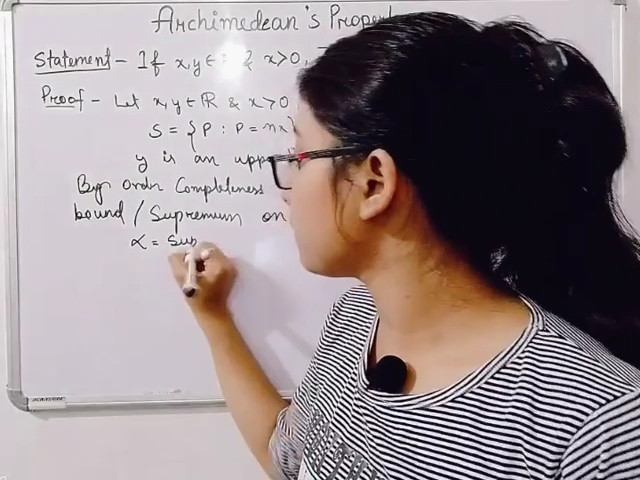 Archimedean's Propert
Statement - If x, y ∈ & x>0,
Proof - Let x, y ∈ ℝ & x>0
S = { P : P = nx }
y is an upp
By Order Completeness
bound / Supremum on
α = Sup